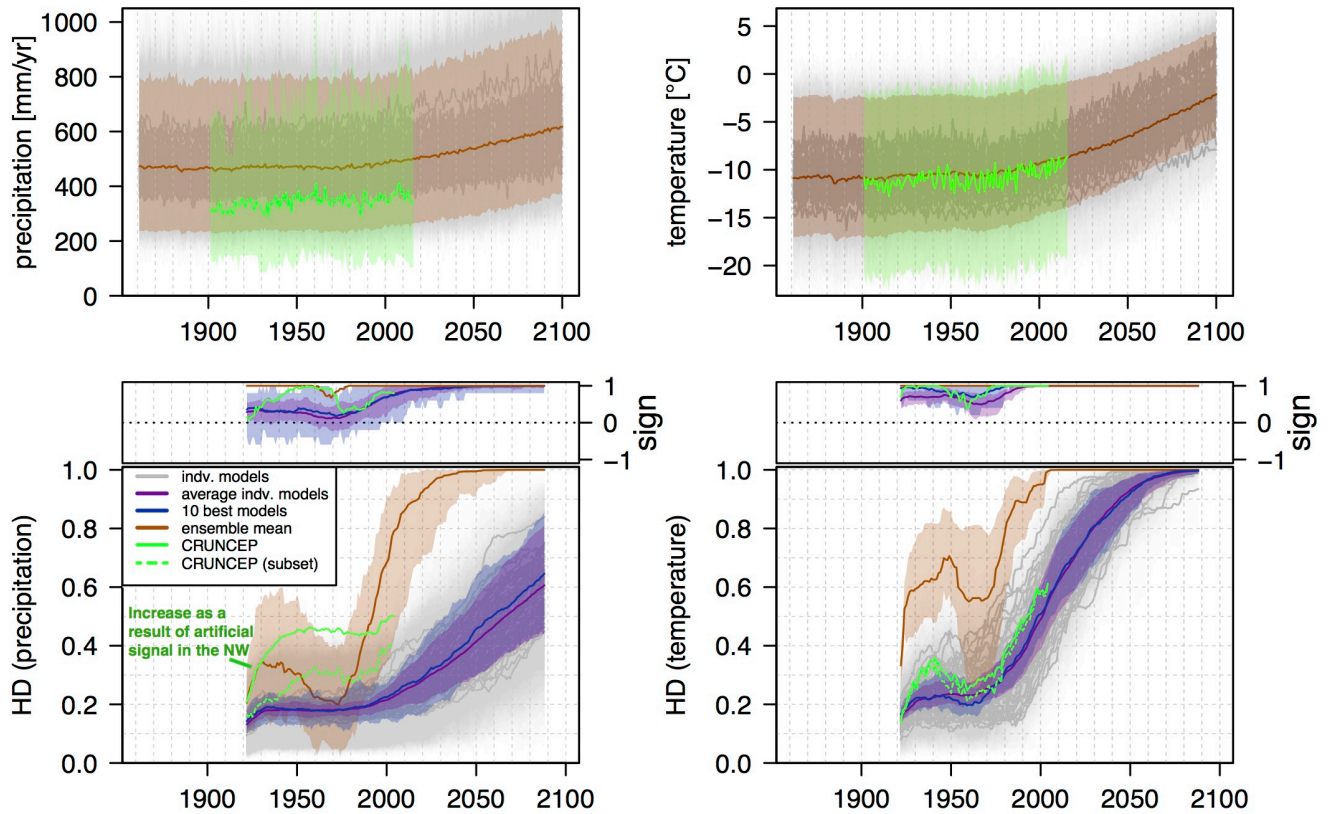 1000
800
600
400
200
0
precipitation [mm/yr]
1900 1950 2000 2050 2100
5
0
−5
−10
−15
−20
temperature [°C]
1900 1950 2000 2050 2100
1
0
−1
sign
1
0
−1
sign
1.0
0.8
0.6
0.4
0.2
0.0
HD (precipitation)
indv. models
average indv. models
10 best models
ensemble mean
CRUNCEP
CRUNCEP (subset)
Increase as a
result of artificial
signal in the NW
1900 1950 2000 2050 2100
1.0
0.8
0.6
0.4
0.2
0.0
HD (temperature)
1900 1950 2000 2050 2100